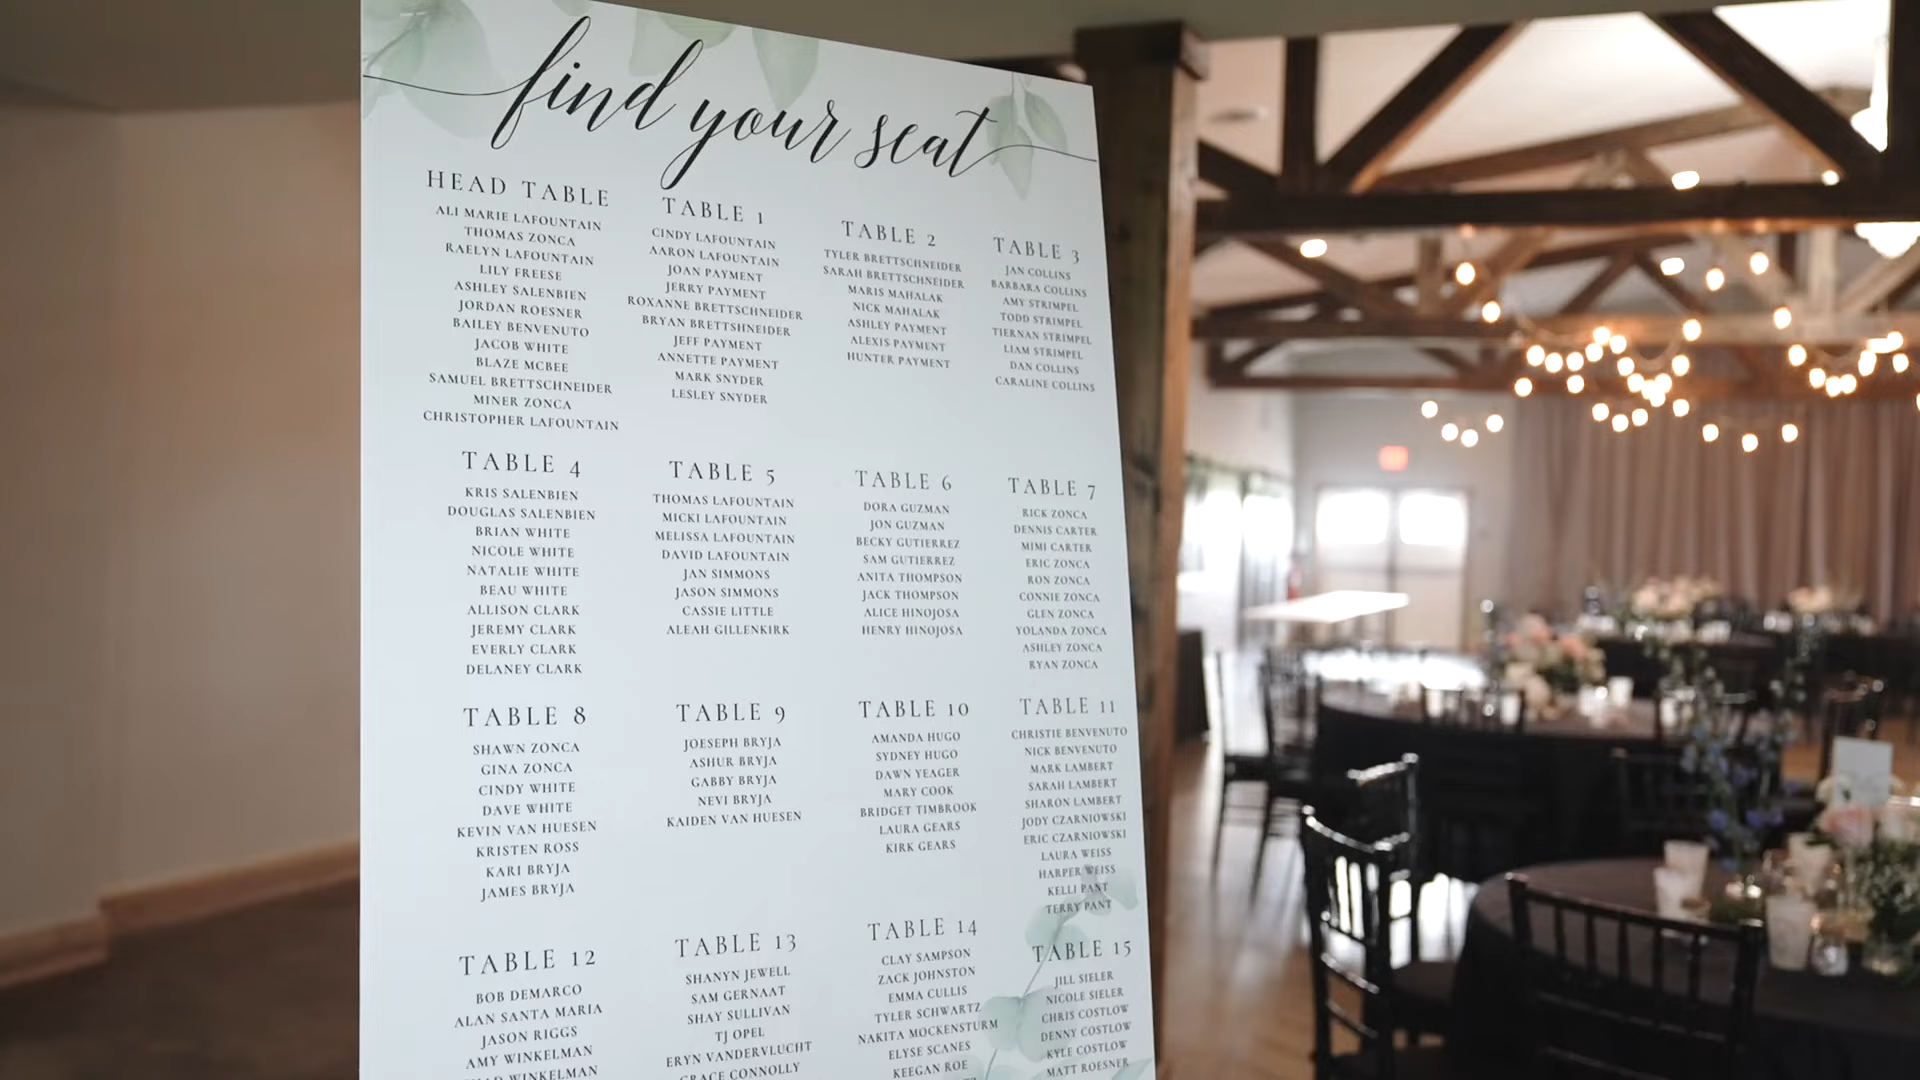 find your seat
HEAD TABLE
ALI MARIE LAFOUNTAIN
THOMAS ZONCA
RAELYN LAFOUNTAIN
LILY FREESE
ASHLEY SALENBIEN
JORDAN ROESNER
BAILEY BENVENUTO
JACOB WHITE
BLAZE MCBEE
SAMUEL BRETTSCHNEIDER
MINER ZONCA
CHRISTOPHER LAFOUNTAIN
TABLE 1
CINDY LAFOUNTAIN
AARON LAFOUNTAIN
JOAN PAYMENT
JERRY PAYMENT
ROXANNE BRETTSCHNEIDER
BRYAN BRETTSHNEIDER
JEFF PAYMENT
ANNETTE PAYMENT
MARK SNYDER
LESLEY SNYDER
TABLE 2
TYLER BRETTSCHNEIDER
SARAH BRETTSCHNEIDER
MARIS MAHALAK
NICK MAHALAK
ASHLEY PAYMENT
ALEXIS PAYMENT
HUNTER PAYMENT
TABLE 3
JAN COLLINS
BARBARA COLLINS
AMY STRIMPEL
TODD STRIMPEL
TIERNAN STRIMPEL
LIAM STRIMPEL
DAN COLLINS
CARALINE COLLINS
TABLE 4
KRIS SALENBIEN
DOUGLAS SALENBIEN
BRIAN WHITE
NICOLE WHITE
NATALIE WHITE
BEAU WHITE
ALLISON CLARK
JEREMY CLARK
EVERLY CLARK
DELANEY CLARK
TABLE 5
THOMAS LAFOUNTAIN
MICKI LAFOUNTAIN
MELISSA LAFOUNTAIN
DAVID LAFOUNTAIN
JAN SIMMONS
JASON SIMMONS
CASSIE LITTLE
ALEAH GILLENKIRK
TABLE 6
DORA GUZMAN
JON GUZMAN
BECKY GUTIERREZ
SAM GUTIERREZ
ANITA THOMPSON
JACK THOMPSON
ALICE HINOJOSA
HENRY HINOJOSA
TABLE 7
RICK ZONCA
DENNIS CARTER
MIMI CARTER
ERIC ZONCA
RON ZONCA
CONNIE ZONCA
GLEN ZONCA
YOLANDA ZONCA
ASHLEY ZONCA
RYAN ZONCA
TABLE 8
SHAWN ZONCA
GINA ZONCA
CINDY WHITE
DAVE WHITE
KEVIN VAN HUESEN
KRISTEN ROSS
KARI BRYJA
JAMES BRYJA
TABLE 9
JOESEPH BRYJA
ASHUR BRYJA
GABBY BRYJA
NEVI BRYJA
KAIDEN VAN HUESEN
TABLE 10
AMANDA HUGO
SYDNEY HUGO
DAWN YEAGER
MARY COOK
BRIDGET TIMBROOK
LAURA GEARS
KIRK GEARS
TABLE 11
CHRISTIE BENVENUTO
NICK BENVENUTO
MARK LAMBERT
SARAH LAMBERT
SHARON LAMBERT
JODY CZARNIOWSKI
ERIC CZARNIOWSKI
LAURA WEISS
HARPER WEISS
KELLI PANT
TERRY PANT
TABLE 12
BOB DEMARCO
ALAN SANTA MARIA
JASON RIGGS
AMY WINKELMAN
WINKELMAN
TABLE 13
SHANYN JEWELL
SAM GERNAAT
SHAY SULLIVAN
TJ OPEL
ERYN VANDERVLUCHT
GRACE CONNOLLY
TABLE 14
CLAY SAMPSON
ZACK JOHNSTON
EMMA CULLIS
TYLER SCHWARTZ
NAKITA MOCKENSTURM
ELYSE SCANES
KEEGAN ROE
TABLE 15
JILL SIELER
NICOLE SIELER
CHRIS COSTLOW
DENNY COSTLOW
KYLE COSTLOW
MATT ROESNER